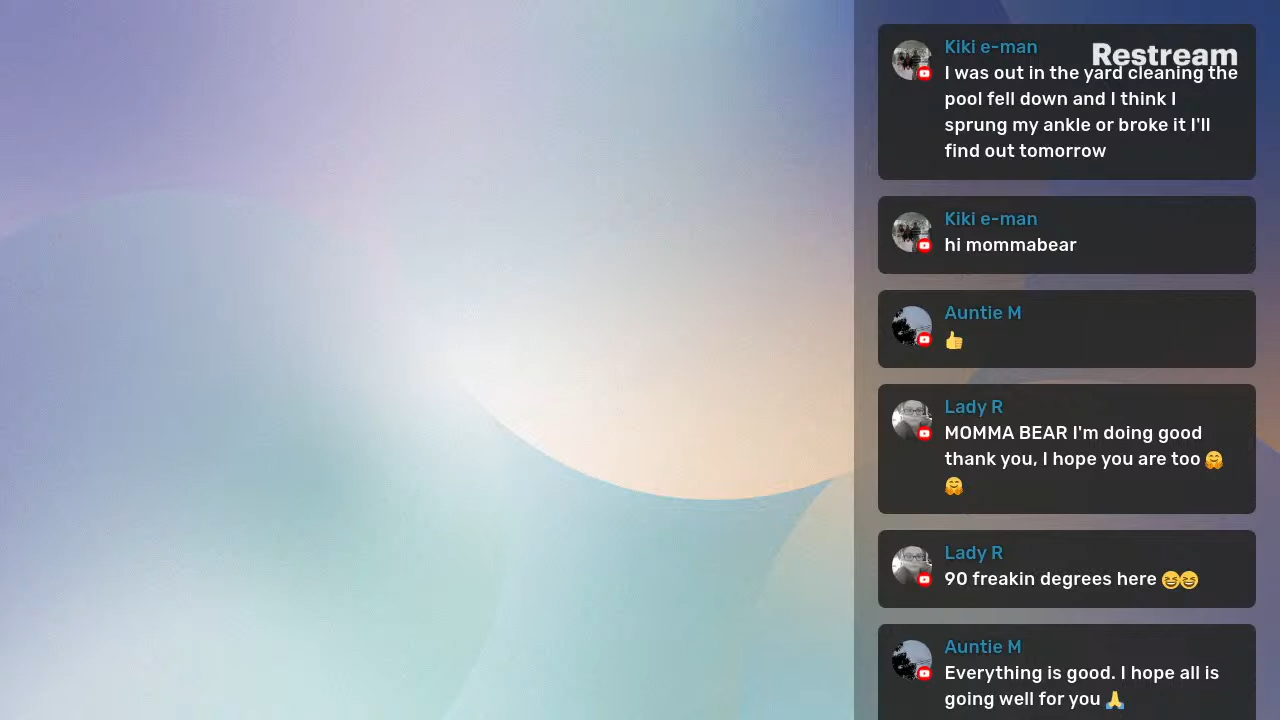 Kiki e-man
Restream
I was out in the yard cleaning the
pool fell down and I think I
sprung my ankle or broke it I'll
find out tomorrow
Kiki e-man
hi mommabear
Auntie M
👍
Lady R
MOMMA BEAR I'm doing good
thank you, I hope you are too 🤗
🤗
Lady R
90 freakin degrees here 😆😆
Auntie M
Everything is good. I hope all is
going well for you 🙏